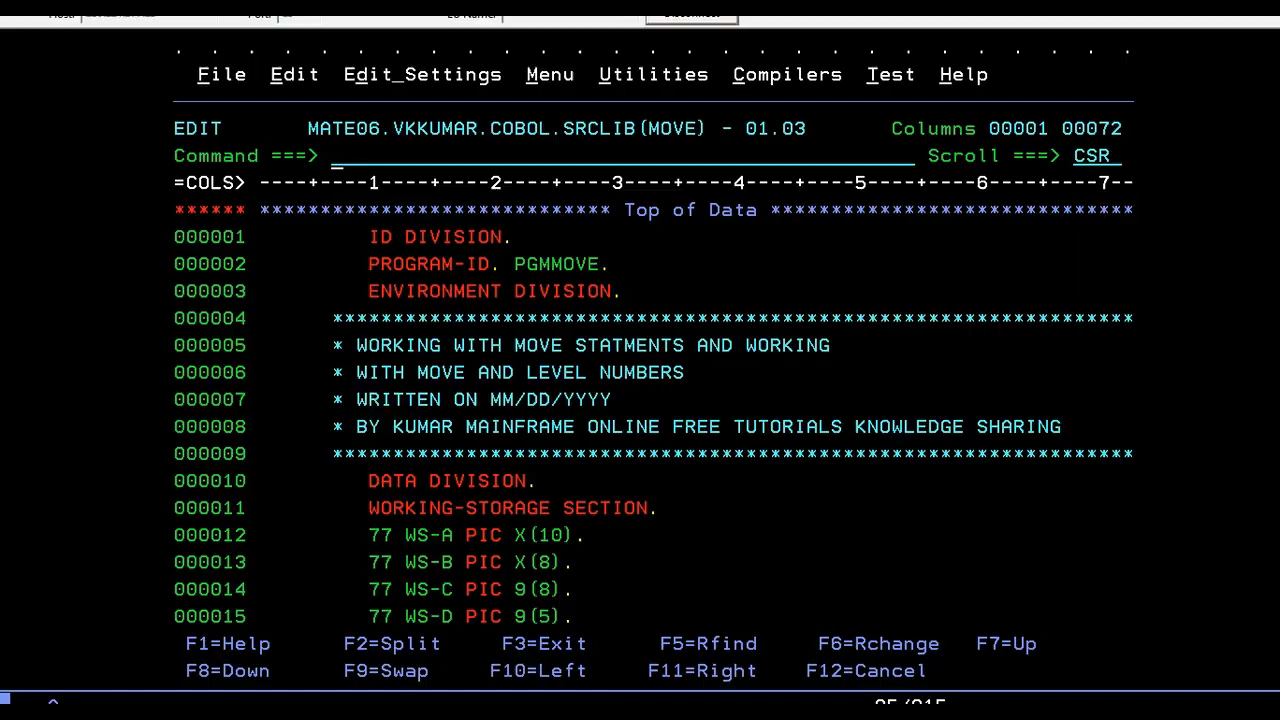 File Edit Edit_Settings Menu Utilities Compilers Test Help
EDIT MATE06.VKKUMAR.COBOL.SRCLIB(MOVE) - 01.03 Columns 00001 00072
Command ===> Scroll ===> CSR
=COLS> ----+----1----+----2----+----3----+----4----+----5----+----6----+----7--
****** ***************************** Top of Data ******************************
000001 ID DIVISION.
000002 PROGRAM-ID. PGMMOVE.
000003 ENVIRONMENT DIVISION.
000004 ******************************************************************
000005 * WORKING WITH MOVE STATMENTS AND WORKING
000006 * WITH MOVE AND LEVEL NUMBERS
000007 * WRITTEN ON MM/DD/YYYY
000008 * BY KUMAR MAINFRAME ONLINE FREE TUTORIALS KNOWLEDGE SHARING
000009 ******************************************************************
000010 DATA DIVISION.
000011 WORKING-STORAGE SECTION.
000012 77 WS-A PIC X(10).
000013 77 WS-B PIC X(8).
000014 77 WS-C PIC 9(8).
000015 77 WS-D PIC 9(5).
F1=Help F2=Split F3=Exit F5=Rfind F6=Rchange F7=Up
F8=Down F9=Swap F10=Left F11=Right F12=Cancel